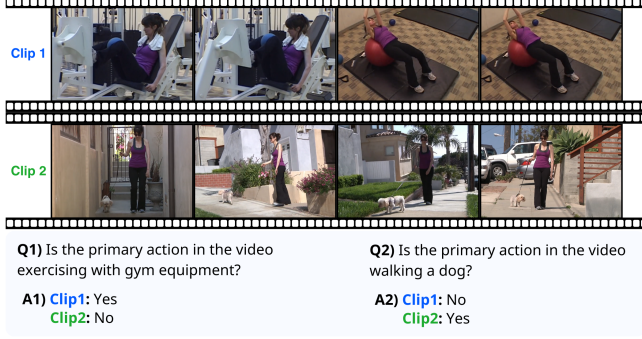 Clip 1
Clip 2
Q1) Is the primary action in the video
exercising with gym equipment?
A1) Clip1: Yes
Clip2: No
Q2) Is the primary action in the video
walking a dog?
A2) Clip1: No
Clip2: Yes